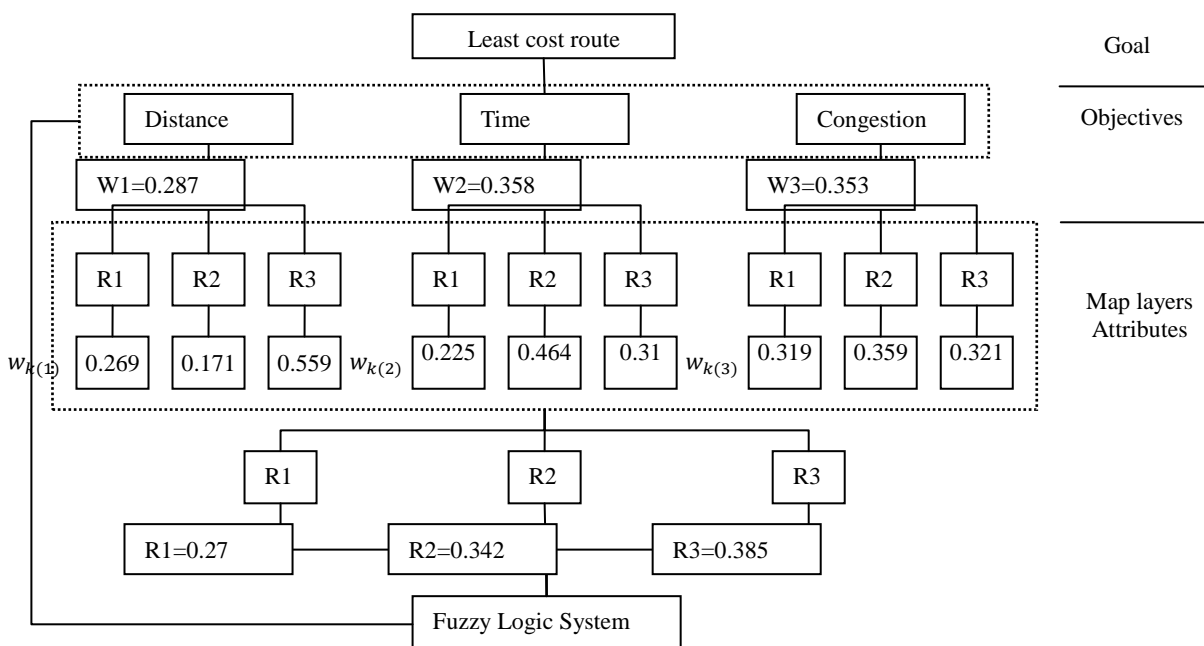 Least cost route
Goal
Distance
Time
Congestion
Objectives
W1=0.287
W2=0.358
W3=0.353
R1
R2
R3
R1
R2
R3
R1
R2
R3
Map layers
Attributes
w_{k(1)}
0.269
0.171
0.559
w_{k(2)}
0.225
0.464
0.31
w_{k(3)}
0.319
0.359
0.321
R1
R2
R3
R1=0.27
R2=0.342
R3=0.385
Fuzzy Logic System